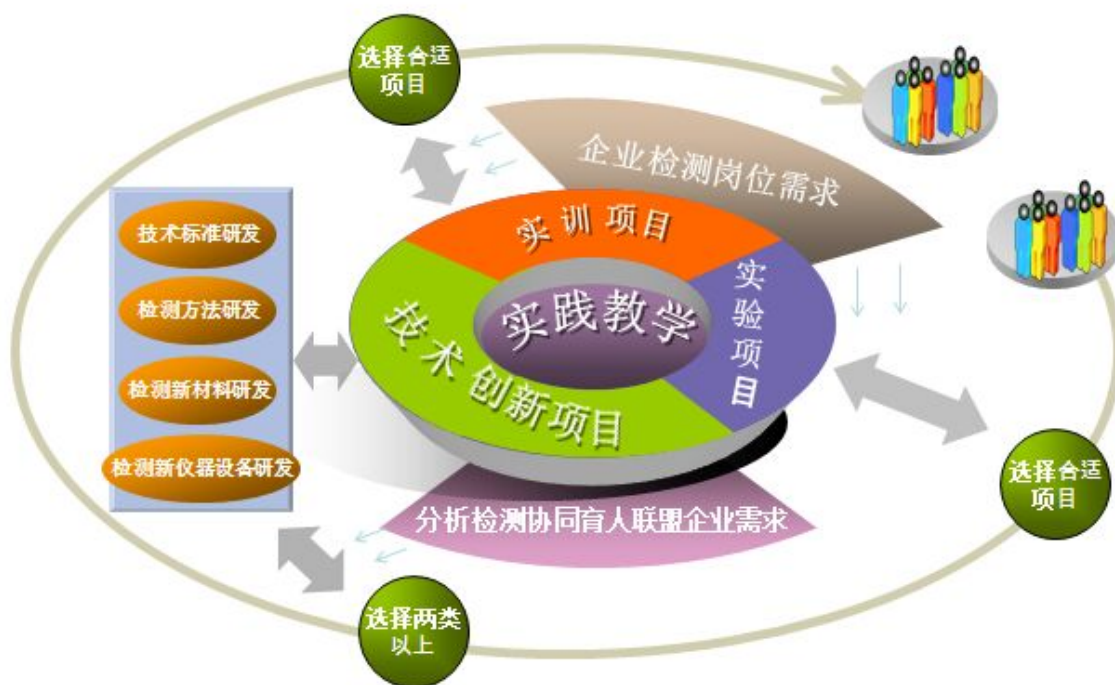 选择合适
项目
企业检测岗位需求
实训项目
实验项目
实践教学
技术创新项目
技术标准研发
检测方法研发
检测新材料研发
检测新仪器设备研发
选择合适
项目
分析检测协同育人联盟企业需求
选择两类
以上